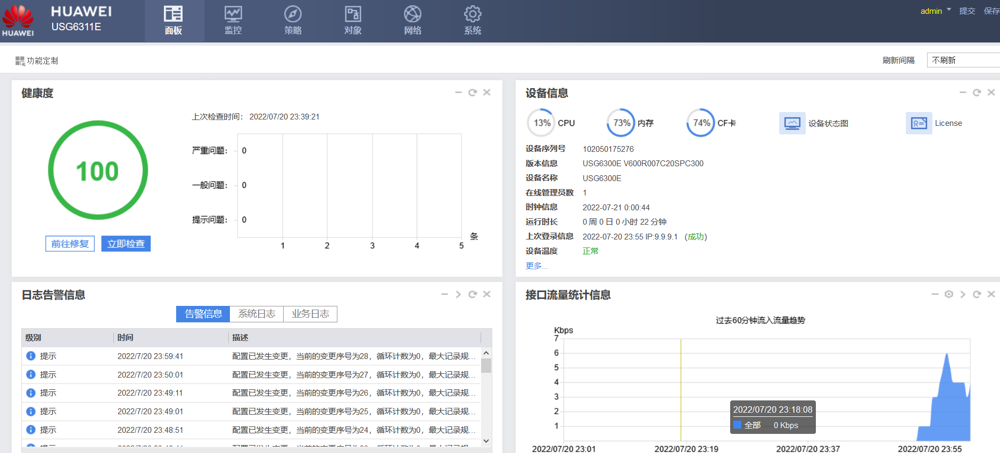 HUAWEI
HUAWEI
USG6311E
面板
监控
策略
对象
网络
系统
admin
提交
保存
功能定制
刷新间隔
不刷新
健康度
上次检查时间： 2022/07/20 23:39:21
100
严重问题： 0
一般问题： 0
提示问题： 0
条
1 2 3 4 5
前往修复
立即检查
设备信息
13% CPU
73% 内存
74% CF卡
设备状态图
License
设备序列号 102050175276
版本信息 USG6300E V600R007C20SPC300
设备名称 USG6300E
在线管理员数 1
时钟信息 2022-07-21 0:00:44
运行时长 0 周 0 日 0 小时 22 分钟
上次登录信息 2022-07-20 23:55 IP:9.9.9.1 (成功)
设备温度 正常
更多...
日志告警信息
告警信息 系统日志 业务日志
级别 时间 描述
提示 2022/7/20 23:59:41 配置已发生变更，当前的变更序号为28，循环计数为0，最大记录规...
提示 2022/7/20 23:50:01 配置已发生变更，当前的变更序号为27，循环计数为0，最大记录规...
提示 2022/7/20 23:49:11 配置已发生变更，当前的变更序号为26，循环计数为0，最大记录规...
提示 2022/7/20 23:49:01 配置已发生变更，当前的变更序号为25，循环计数为0，最大记录规...
提示 2022/7/20 23:48:51 配置已发生变更，当前的变更序号为24，循环计数为0，最大记录规...
接口流量统计信息
过去60分钟流入流量趋势
Kbps
7
6
5
4
3
2
1
2022/07/20 23:18:08
全部 0 Kbps
2022/07/20 23:01 2022/07/20 23:19 2022/07/20 23:37 2022/07/20 23:55